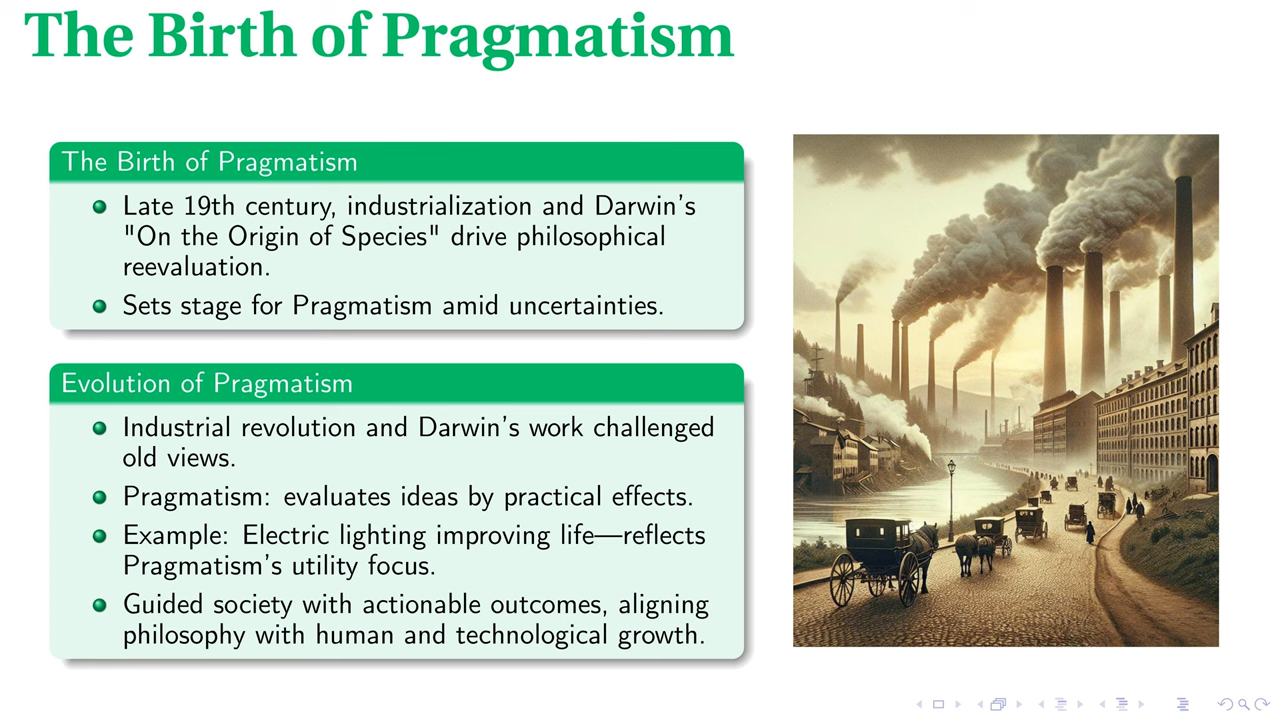 The Birth of Pragmatism
The Birth of Pragmatism
Late 19th century, industrialization and Darwin's
"On the Origin of Species" drive philosophical
reevaluation.
Sets stage for Pragmatism amid uncertainties.
Evolution of Pragmatism
Industrial revolution and Darwin's work challenged
old views.
Pragmatism: evaluates ideas by practical effects.
Example: Electric lighting improving life—reflects
Pragmatism's utility focus.
Guided society with actionable outcomes, aligning
philosophy with human and technological growth.